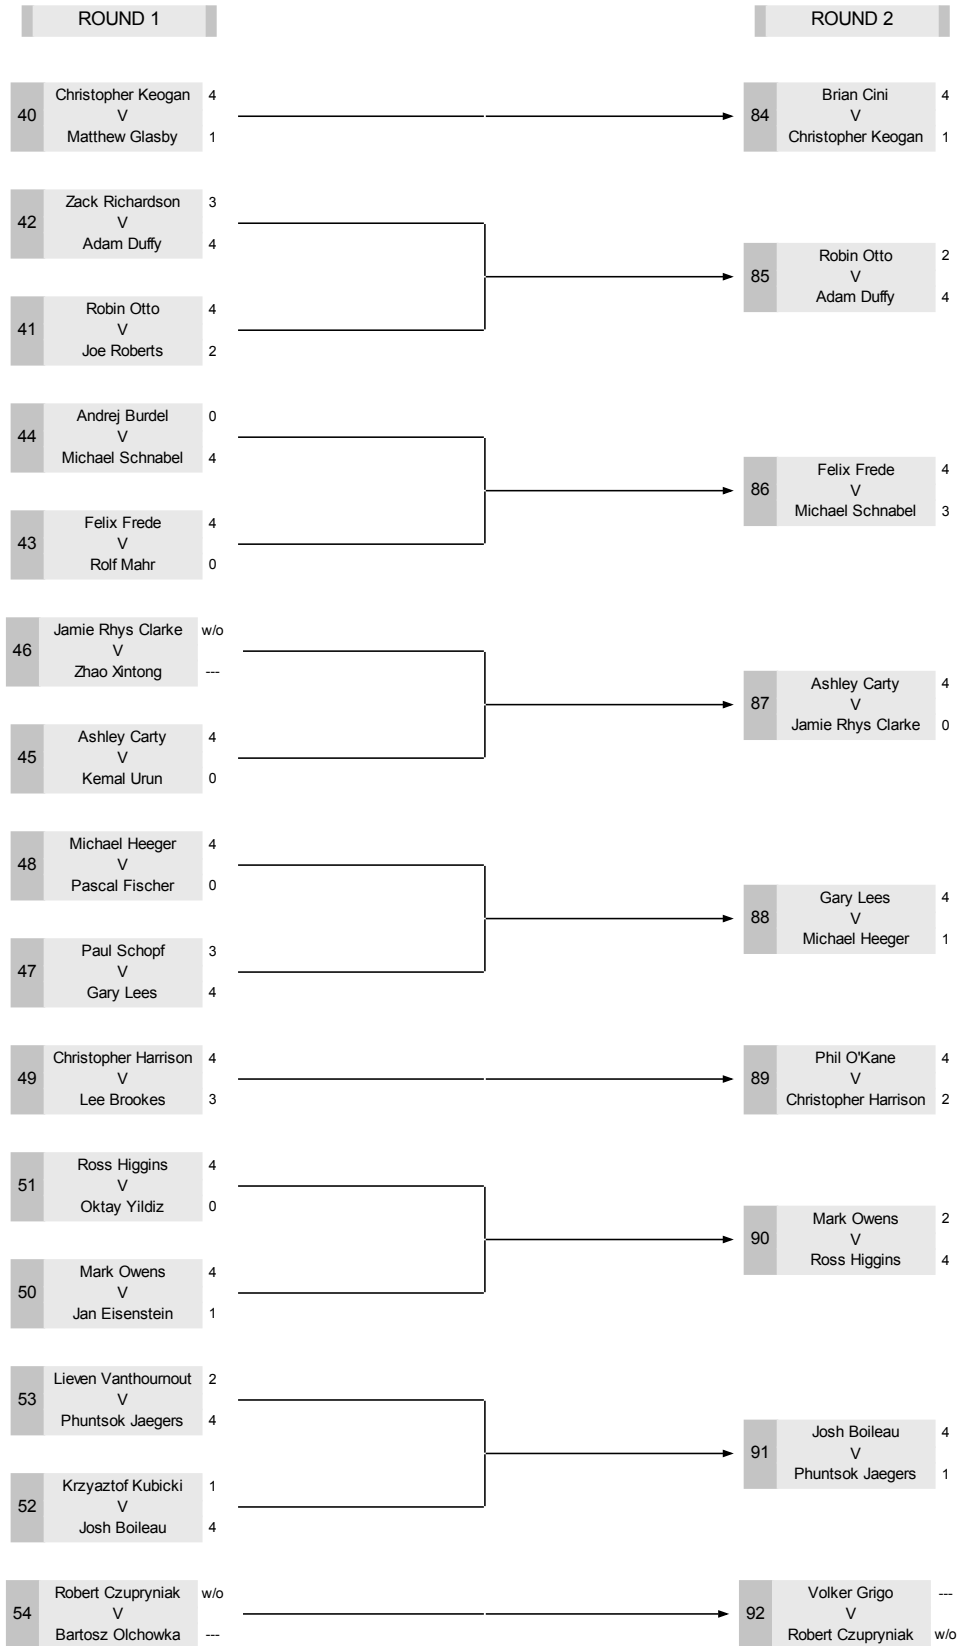 ROUND 1
ROUND 2
40
Christopher Keogan 4
V
Matthew Glasby 1
84
Brian Cini 4
V
Christopher Keogan 1
42
Zack Richardson 3
V
Adam Duffy 4
41
Robin Otto 4
V
Joe Roberts 2
85
Robin Otto 2
V
Adam Duffy 4
44
Andrej Burdel 0
V
Michael Schnabel 4
43
Felix Frede 4
V
Rolf Mahr 0
86
Felix Frede 4
V
Michael Schnabel 3
46
Jamie Rhys Clarke w/o
V
Zhao Xintong ---
45
Ashley Carty 4
V
Kemal Urun 0
87
Ashley Carty 4
V
Jamie Rhys Clarke 0
48
Michael Heeger 4
V
Pascal Fischer 0
47
Paul Schopf 3
V
Gary Lees 4
88
Gary Lees 4
V
Michael Heeger 1
49
Christopher Harrison 4
V
Lee Brookes 3
89
Phil O'Kane 4
V
Christopher Harrison 2
51
Ross Higgins 4
V
Oktay Yildiz 0
50
Mark Owens 4
V
Jan Eisenstein 1
90
Mark Owens 2
V
Ross Higgins 4
53
Lieven Vanthournout 2
V
Phuntsok Jaegers 4
52
Krzyaztof Kubicki 1
V
Josh Boileau 4
91
Josh Boileau 4
V
Phuntsok Jaegers 1
54
Robert Czupryniak w/o
V
Bartosz Olchowka ---
92
Volker Grigo ---
V
Robert Czupryniak w/o